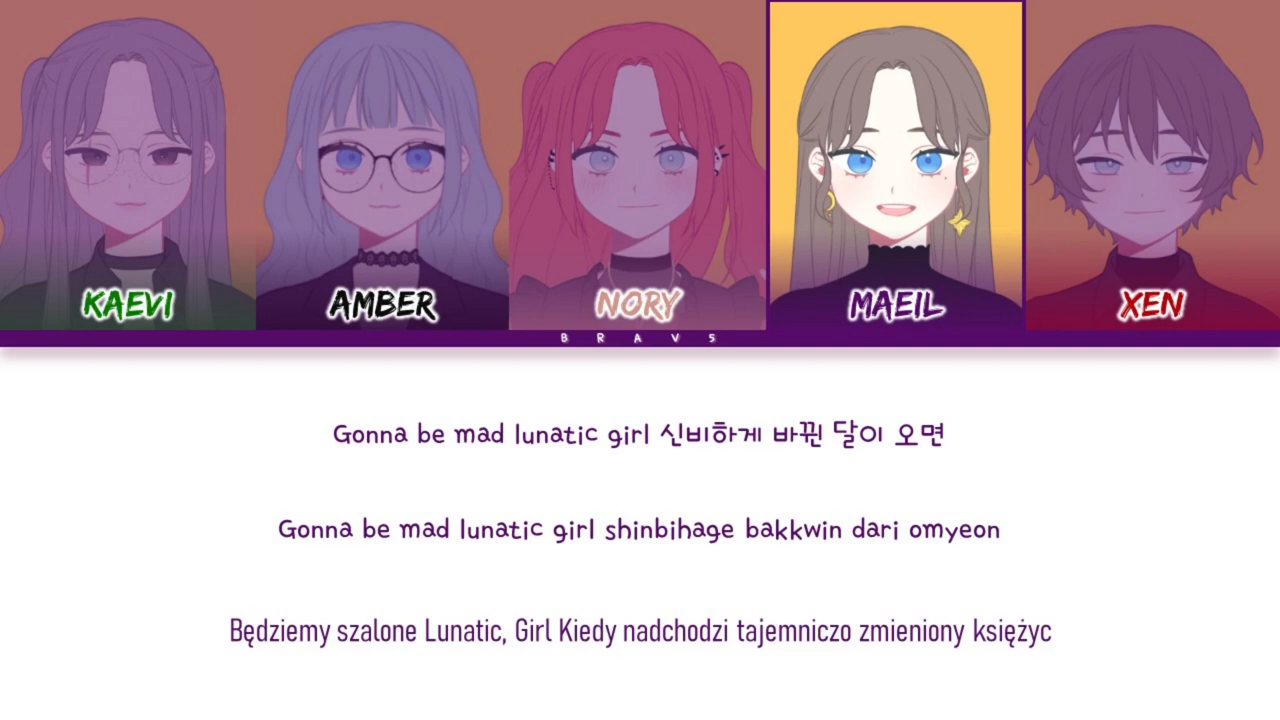 KAEVI AMBER NORY MAEIL XEN
BRAV5
Gonna be mad lunatic girl 신비하게 바뀐 달이 오면
Gonna be mad lunatic girl shinbihage bakkwin dari omyeon
Będziemy szalone Lunatic, Girl Kiedy nadchodzi tajemniczo zmieniony księżyc